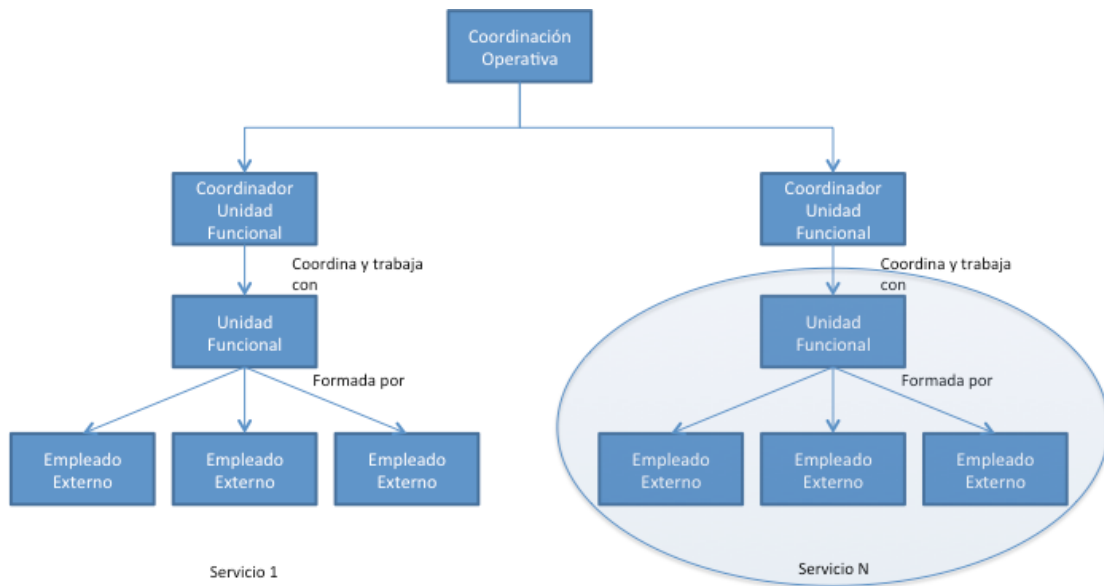 Coordinación
Operativa
Coordinador
Unidad
Funcional
Coordinador
Unidad
Funcional
Coordina y trabaja
con
Coordina y trabaja
con
Unidad
Funcional
Unidad
Funcional
Formada por
Formada por
Empleado
Externo
Empleado
Externo
Empleado
Externo
Empleado
Externo
Empleado
Externo
Empleado
Externo
Servicio 1
Servicio N